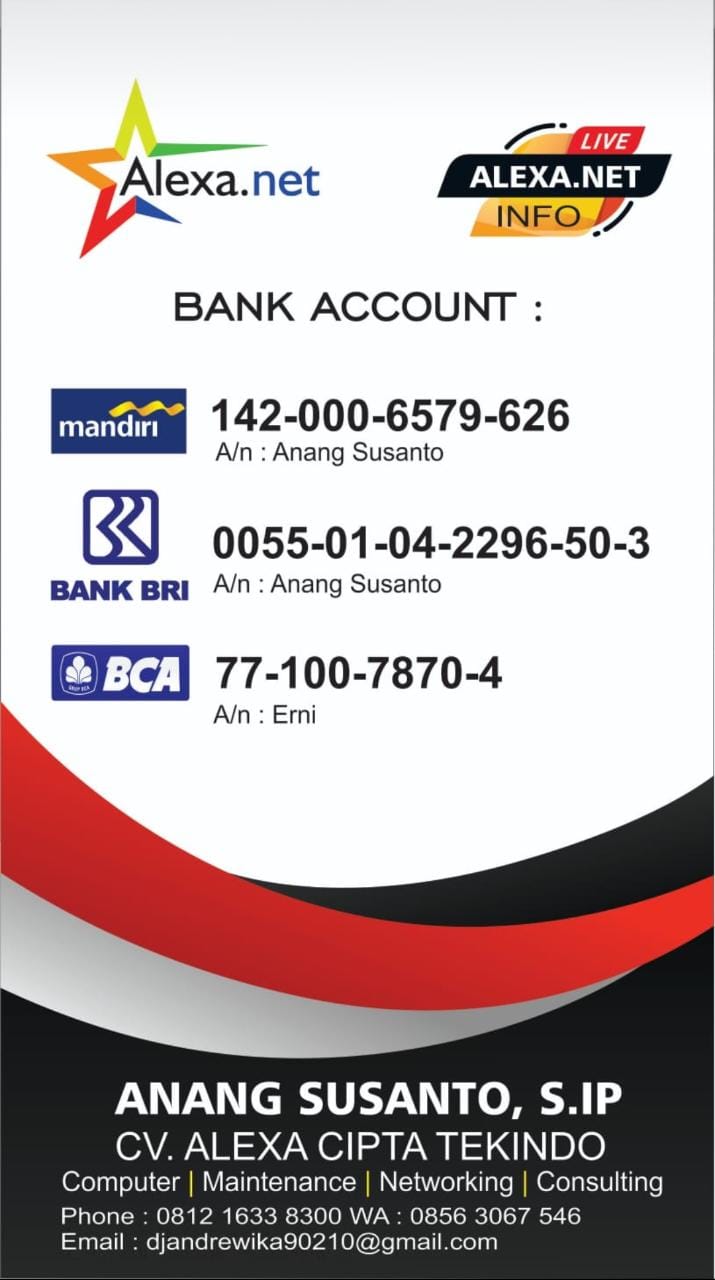 Alexa.net
LIVE
ALEXA.NET
INFO
BANK ACCOUNT :
mandiri
142-000-6579-626
A/n : Anang Susanto
BANK BRI
0055-01-04-2296-50-3
A/n : Anang Susanto
BCA
77-100-7870-4
A/n : Erni
ANANG SUSANTO, S.IP
CV. ALEXA CIPTA TEKINDO
Computer | Maintenance | Networking | Consulting
Phone : 0812 1633 8300 WA : 0856 3067 546
Email : djandrewika90210@gmail.com